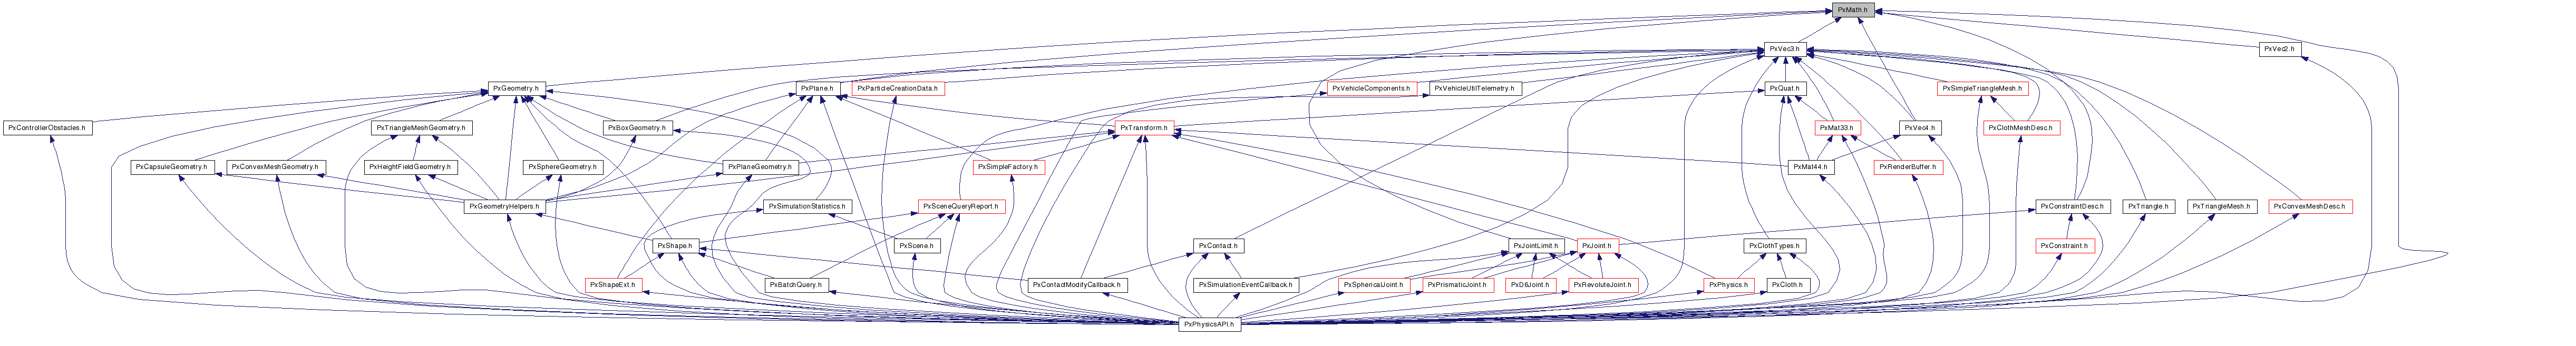 PxMath.h
PxVec3.h
PxVec2.h
PxGeometry.h
PxPlane.h
PxParticleCreationData.h
PxVehicleComponents.h
PxVehicleUtilTelemetry.h
PxQuat.h
PxSimpleTriangleMesh.h
PxControllerObstacles.h
PxTriangleMeshGeometry.h
PxBoxGeometry.h
PxTransform.h
PxMat33.h
PxVec4.h
PxClothMeshDesc.h
PxCapsuleGeometry.h
PxConvexMeshGeometry.h
PxHeightFieldGeometry.h
PxSphereGeometry.h
PxPlaneGeometry.h
PxSimpleFactory.h
PxMat44.h
PxRenderBuffer.h
PxGeometryHelpers.h
PxSimulationStatistics.h
PxSceneQueryReport.h
PxConstraintDesc.h
PxTriangle.h
PxTriangleMesh.h
PxConvexMeshDesc.h
PxShape.h
PxScene.h
PxContact.h
PxJointLimit.h
PxJoint.h
PxClothTypes.h
PxConstraint.h
PxShapeExt.h
PxBatchQuery.h
PxContactModifyCallback.h
PxSimulationEventCallback.h
PxSphericalJoint.h
PxPrismaticJoint.h
PxD6Joint.h
PxRevoluteJoint.h
PxPhysics.h
PxCloth.h
PxPhysicsAPI.h